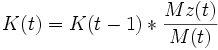 K(t) = K(t − 1) * Mz(t) / M(t)